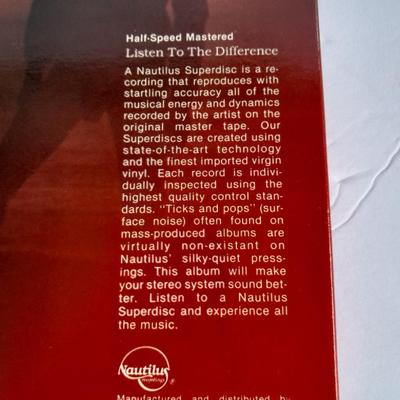 Half-Speed Mastered
Listen To The Difference
A Nautilus Superdisc is a re-
cording that reproduces with
startling accuracy all of the
musical energy and dynamics
recorded by the artist on the
original master tape. Our
Superdiscs are created using
state-of-the-art technology
and the finest imported virgin
vinyl. Each record is indivi-
dually inspected using the
highest quality control stan-
dards. "Ticks and pops" (sur-
face noise) often found on
mass-produced albums are
virtually non-existant on
Nautilus' silky-quiet press-
ings. This album will make
your stereo system sound bet-
ter. Listen to a Nautilus
Superdisc and experience all
the music.
Nautilus
Recordings
®
Manufactured and distributed by